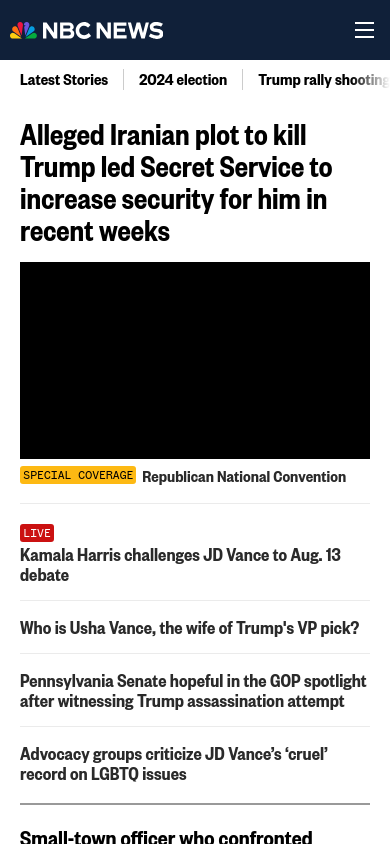 NBC NEWS
Latest Stories
2024 election
Trump rally shooting
Alleged Iranian plot to kill
Trump led Secret Service to
increase security for him in
recent weeks
SPECIAL COVERAGE Republican National Convention
LIVE
Kamala Harris challenges JD Vance to Aug. 13
debate
Who is Usha Vance, the wife of Trump's VP pick?
Pennsylvania Senate hopeful in the GOP spotlight
after witnessing Trump assassination attempt
Advocacy groups criticize JD Vance’s ‘cruel’
record on LGBTQ issues
Small-town officer who confronted